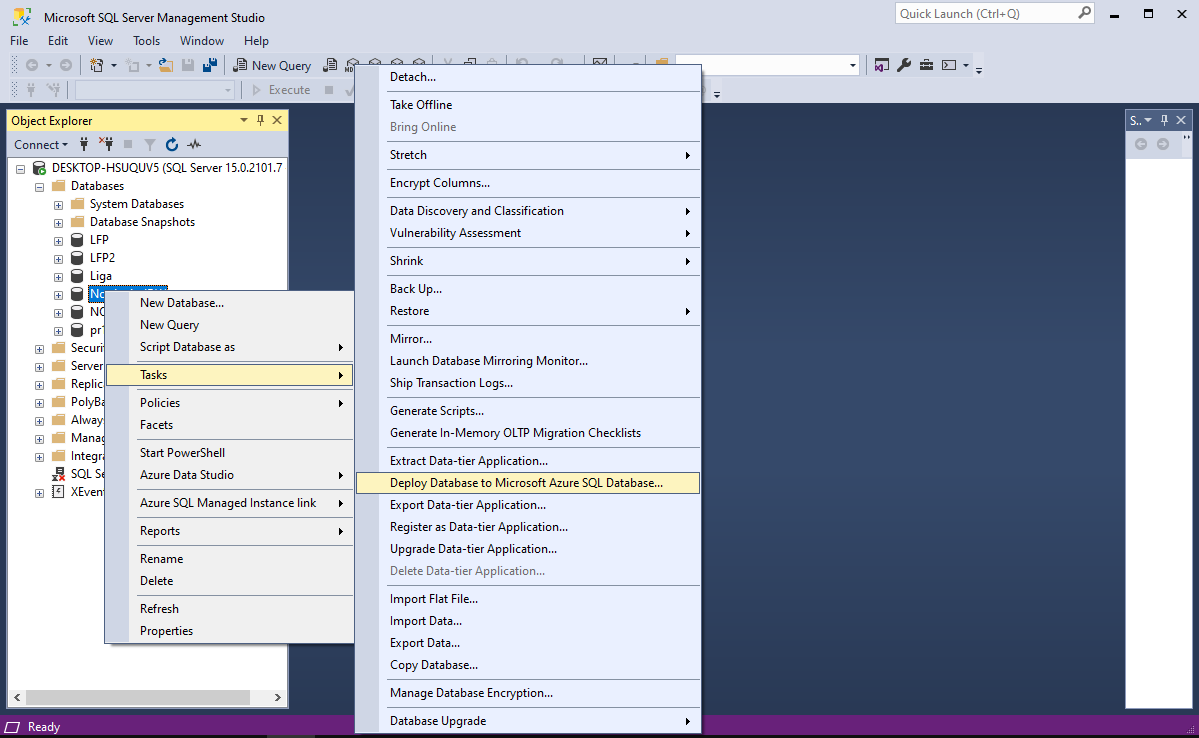 Microsoft SQL Server Management Studio
Quick Launch (Ctrl+Q)
File Edit View Tools Window Help
New Query
Execute
Object Explorer
Connect
DESKTOP-HSUQUV5 (SQL Server 15.0.2101.7
Databases
System Databases
Database Snapshots
LFP
LFP2
Liga
NO
pr1
Securi
Server
Replic
PolyBa
Always
Manag
Integra
SQL Se
XEvent
New Database...
New Query
Script Database as
Tasks
Policies
Facets
Start PowerShell
Azure Data Studio
Azure SQL Managed Instance link
Reports
Rename
Delete
Refresh
Properties
Detach...
Take Offline
Bring Online
Stretch
Encrypt Columns...
Data Discovery and Classification
Vulnerability Assessment
Shrink
Back Up...
Restore
Mirror...
Launch Database Mirroring Monitor...
Ship Transaction Logs...
Generate Scripts...
Generate In-Memory OLTP Migration Checklists
Extract Data-tier Application...
Deploy Database to Microsoft Azure SQL Database...
Export Data-tier Application...
Register as Data-tier Application...
Upgrade Data-tier Application...
Delete Data-tier Application...
Import Flat File...
Import Data...
Export Data...
Copy Database...
Manage Database Encryption...
Database Upgrade
S..
Ready